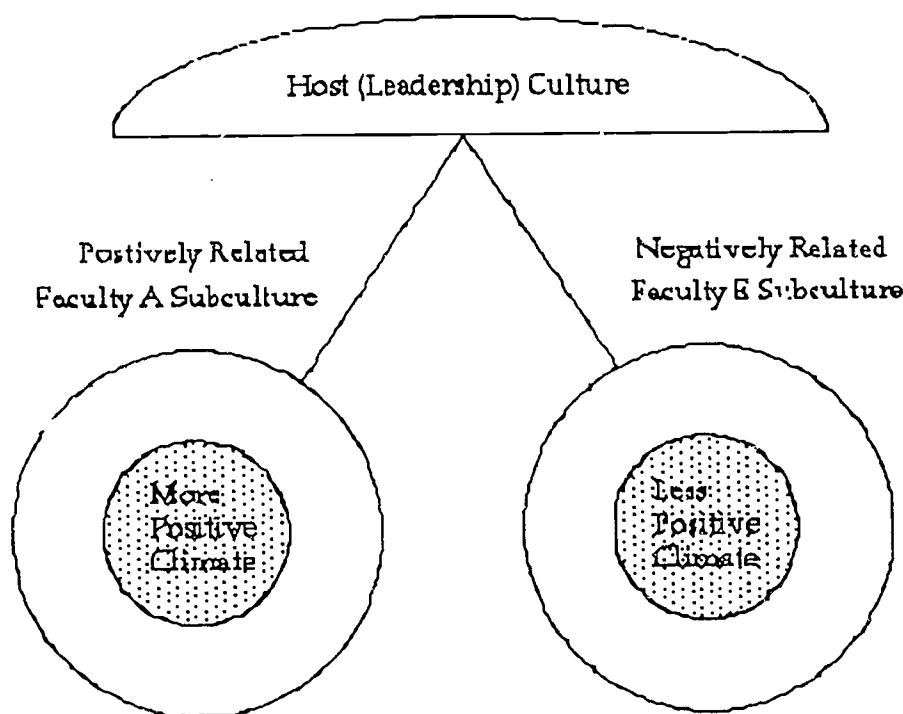 Host (Leadership) Culture
Postively Related
Faculty A Subculture
Negatively Related
Faculty E Subculture
More
Positive
Climate
Less
Positive
Climate